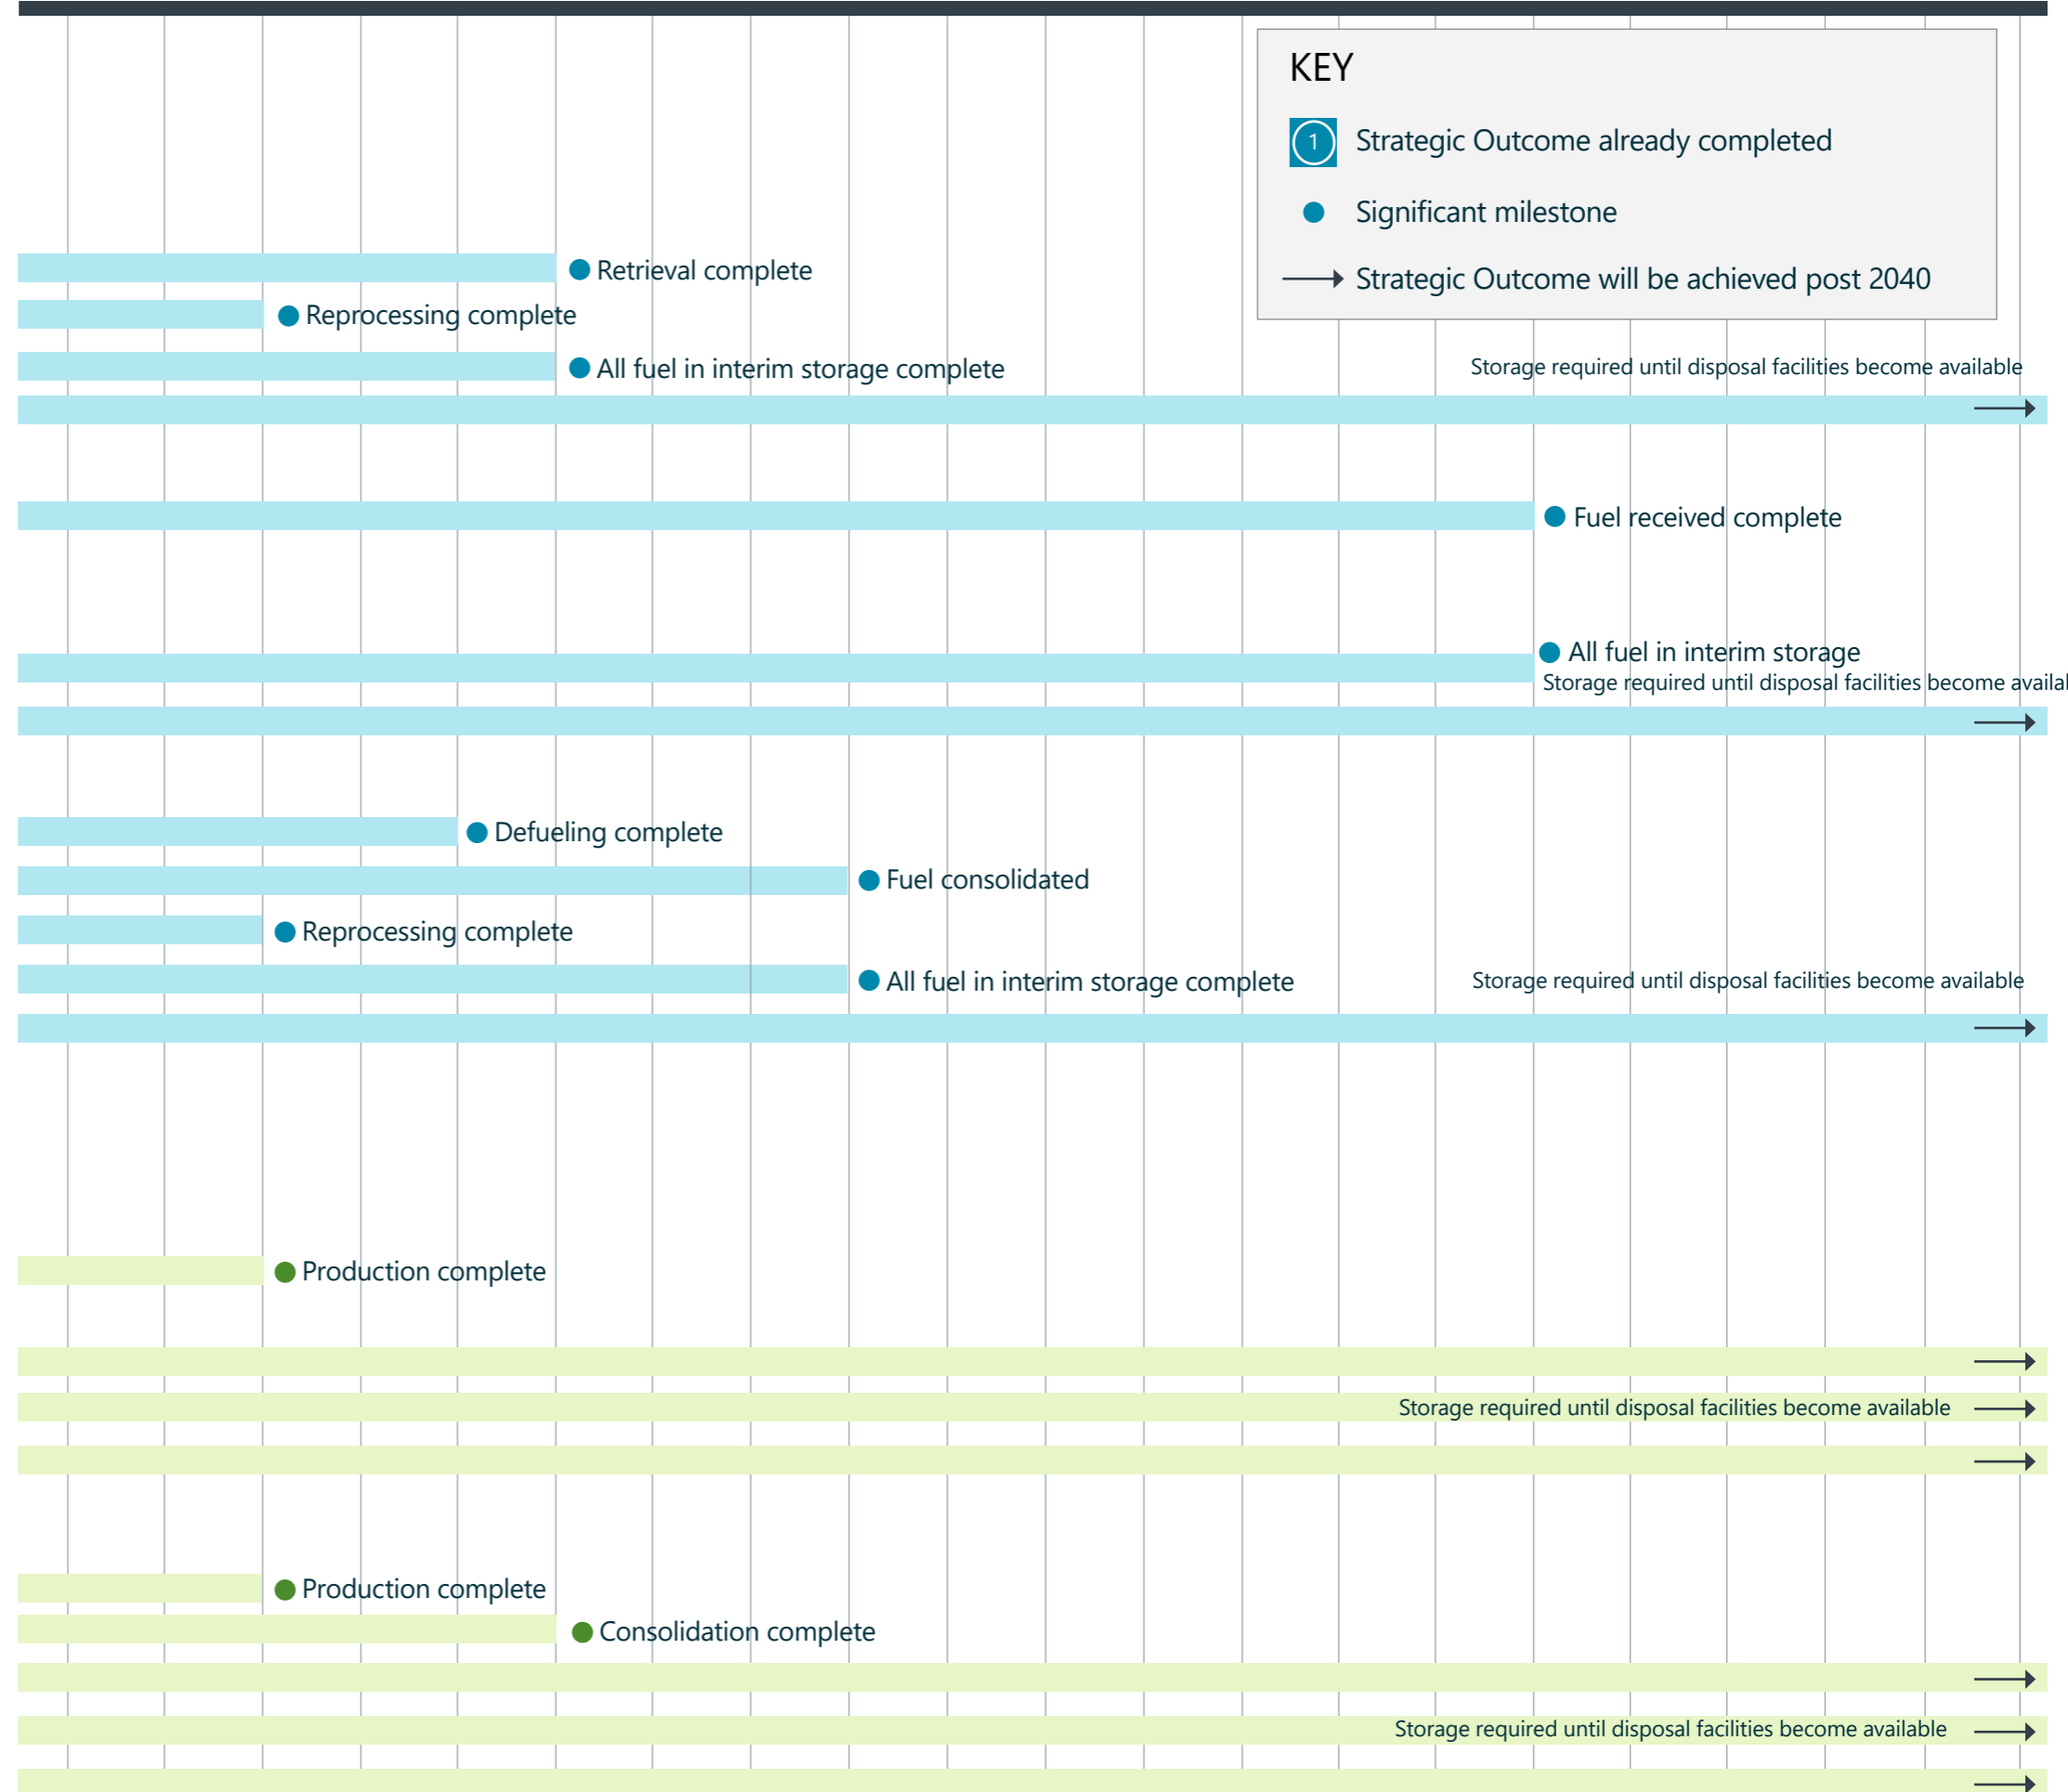 KEY
1
Strategic Outcome already completed
Significant milestone
Strategic Outcome will be achieved post 2040
Retrieval complete
Reprocessing complete
All fuel in interim storage complete
Storage required until disposal facilities become available
Fuel received complete
All fuel in interim storage
Storage required until disposal facilities become
Defueling complete
Fuel consolidated
Reprocessing complete
All fuel in interim storage complete
Storage required until disposal facilities become available
Production complete
Storage required until disposal facilities become available
Production complete
Consolidation complete
Storage required until disposal facilities become available